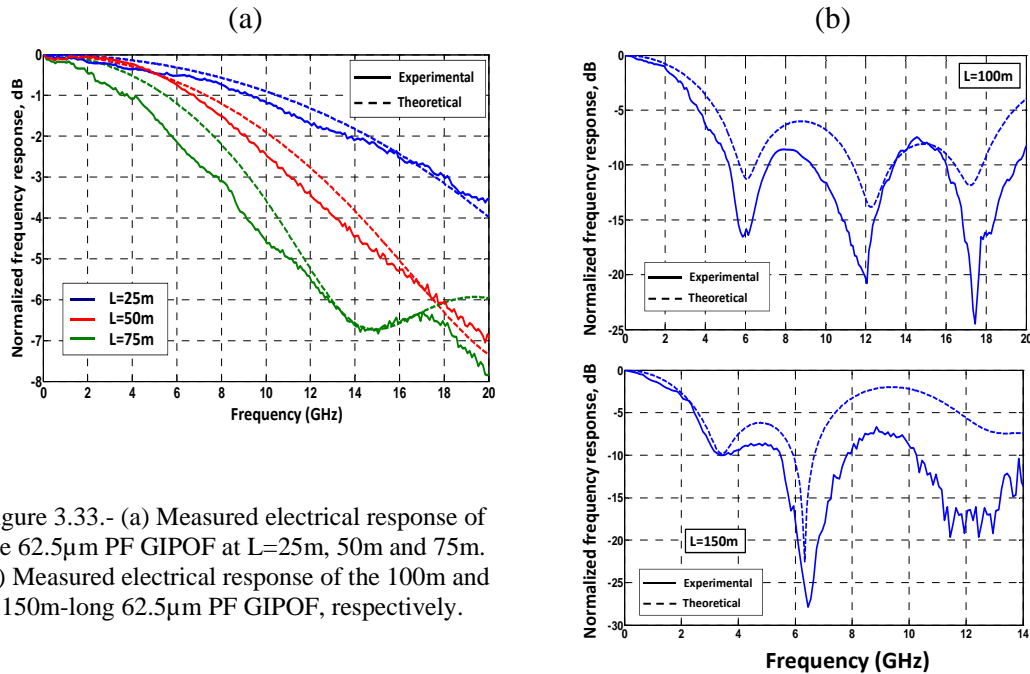 (a)
Normalized frequency response, dB
0
-1
-2
-3
-4
-5
-6
-7
-8
0 2 4 6 8 10 12 14 16 18 20
Frequency (GHz)
Experimental
Theoretical
L=25m
L=50m
L=75m
(b)
Normalized frequency response, dB
0
-5
-10
-15
-20
-25
0 2 4 6 8 10 12 14 16 18 20
L=100m
Experimental
Theoretical
Normalized frequency response, dB
0
-5
-10
-15
-20
-25
-30
0 2 4 6 8 10 12 14
L=150m
Experimental
Theoretical
Frequency (GHz)
gure 3.33.- (a) Measured electrical response of
e 62.5µm PF GIPOF at L=25m, 50m and 75m.
) Measured electrical response of the 100m and
150m-long 62.5µm PF GIPOF, respectively.